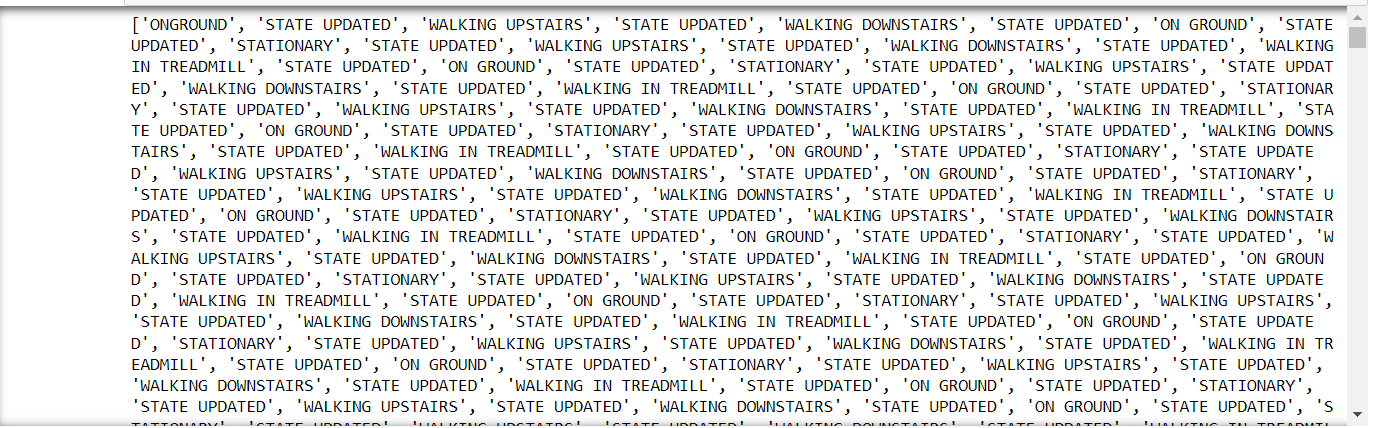 ['ONGROUND', 'STATE UPDATED', 'WALKING UPSTAIRS', 'STATE UPDATED', 'WALKING DOWNSTAIRS', 'STATE UPDATED', 'ON GROUND', 'STATE
UPDATED', 'STATIONARY', 'STATE UPDATED', 'WALKING UPSTAIRS', 'STATE UPDATED', 'WALKING DOWNSTAIRS', 'STATE UPDATED', 'WALKING
IN TREADMILL', 'STATE UPDATED', 'ON GROUND', 'STATE UPDATED', 'STATIONARY', 'STATE UPDATED', 'WALKING UPSTAIRS', 'STATE UPDAT
ED', 'WALKING DOWNSTAIRS', 'STATE UPDATED', 'WALKING IN TREADMILL', 'STATE UPDATED', 'ON GROUND', 'STATE UPDATED', 'STATIONAR
Y', 'STATE UPDATED', 'WALKING UPSTAIRS', 'STATE UPDATED', 'WALKING DOWNSTAIRS', 'STATE UPDATED', 'WALKING IN TREADMILL', 'STA
TE UPDATED', 'ON GROUND', 'STATE UPDATED', 'STATIONARY', 'STATE UPDATED', 'WALKING UPSTAIRS', 'STATE UPDATED', 'WALKING DOWNS
TAIRS', 'STATE UPDATED', 'WALKING IN TREADMILL', 'STATE UPDATED', 'ON GROUND', 'STATE UPDATED', 'STATIONARY', 'STATE UPDATE
D', 'WALKING UPSTAIRS', 'STATE UPDATED', 'WALKING DOWNSTAIRS', 'STATE UPDATED', 'ON GROUND', 'STATE UPDATED', 'STATIONARY',
'STATE UPDATED', 'WALKING UPSTAIRS', 'STATE UPDATED', 'WALKING DOWNSTAIRS', 'STATE UPDATED', 'WALKING IN TREADMILL', 'STATE U
PDATED', 'ON GROUND', 'STATE UPDATED', 'STATIONARY', 'STATE UPDATED', 'WALKING UPSTAIRS', 'STATE UPDATED', 'WALKING DOWNSTAIR
S', 'STATE UPDATED', 'WALKING IN TREADMILL', 'STATE UPDATED', 'ON GROUND', 'STATE UPDATED', 'STATIONARY', 'STATE UPDATED', 'W
ALKING UPSTAIRS', 'STATE UPDATED', 'WALKING DOWNSTAIRS', 'STATE UPDATED', 'WALKING IN TREADMILL', 'STATE UPDATED', 'ON GROUN
D', 'STATE UPDATED', 'STATIONARY', 'STATE UPDATED', 'WALKING UPSTAIRS', 'STATE UPDATED', 'WALKING DOWNSTAIRS', 'STATE UPDATE
D', 'WALKING IN TREADMILL', 'STATE UPDATED', 'ON GROUND', 'STATE UPDATED', 'STATIONARY', 'STATE UPDATED', 'WALKING UPSTAIRS',
'STATE UPDATED', 'WALKING DOWNSTAIRS', 'STATE UPDATED', 'WALKING IN TREADMILL', 'STATE UPDATED', 'ON GROUND', 'STATE UPDATE
D', 'STATIONARY', 'STATE UPDATED', 'WALKING UPSTAIRS', 'STATE UPDATED', 'WALKING DOWNSTAIRS', 'STATE UPDATED', 'WALKING IN TR
EADMILL', 'STATE UPDATED', 'ON GROUND', 'STATE UPDATED', 'STATIONARY', 'STATE UPDATED', 'WALKING UPSTAIRS', 'STATE UPDATED',
'WALKING DOWNSTAIRS', 'STATE UPDATED', 'WALKING IN TREADMILL', 'STATE UPDATED', 'ON GROUND', 'STATE UPDATED', 'STATIONARY',
'STATE UPDATED', 'WALKING UPSTAIRS', 'STATE UPDATED', 'WALKING DOWNSTAIRS', 'STATE UPDATED', 'ON GROUND', 'STATE UPDATED', 'S
TATIONARY', 'STATE UPDATED', 'WALKING UPSTAIRS', 'STATE UPDATED', 'WALKING DOWNSTAIRS', 'STATE UPDATED', 'WALKING IN TREADMIL